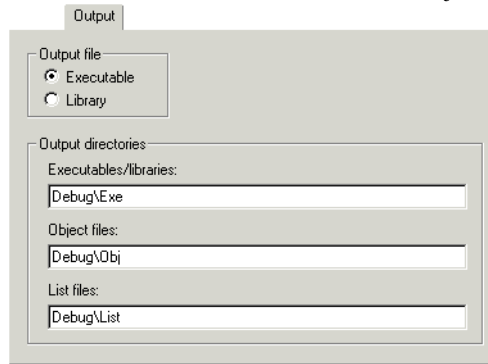 Output
Output file
Executable
Library
Output directories
Executables/libraries:
Debug\Exe
Object files:
Debug\Obj
List files:
Debug\List